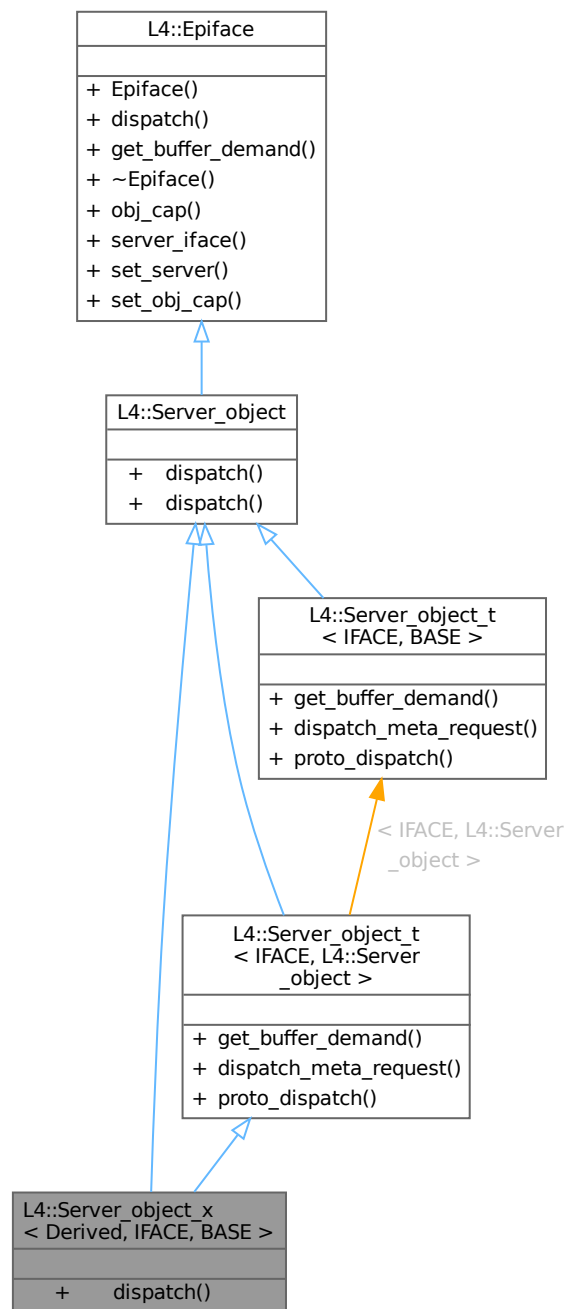 L4::Epiface
+ Epiface()
+ dispatch()
+ get_buffer_demand()
+ ~Epiface()
+ obj_cap()
+ server_iface()
+ set_server()
+ set_obj_cap()
L4::Server_object
+ dispatch()
+ dispatch()
L4::Server_object_t
< IFACE, BASE >
+ get_buffer_demand()
+ dispatch_meta_request()
+ proto_dispatch()
< IFACE, L4::Server
_object >
L4::Server_object_t
< IFACE, L4::Server
_object >
+ get_buffer_demand()
+ dispatch_meta_request()
+ proto_dispatch()
L4::Server_object_x
< Derived, IFACE, BASE >
+ dispatch()